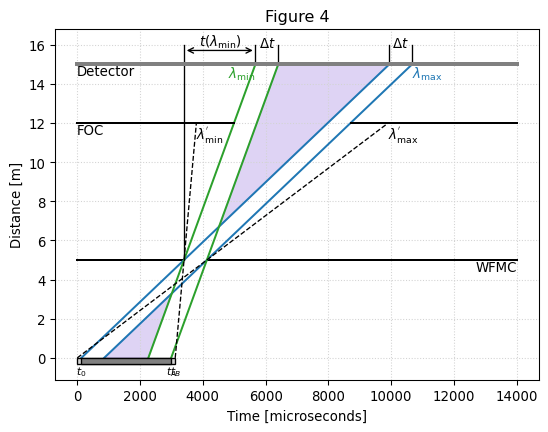 Figure 4
t(λmin) Δt Δt
Detector λmin λmax
FOC λ′min λ′max
WFMC
t0
16
14
12
10
8
6
4
2
0
Distance [m]
0 2000 4000 6000 8000 10000 12000 14000
Time [microseconds]